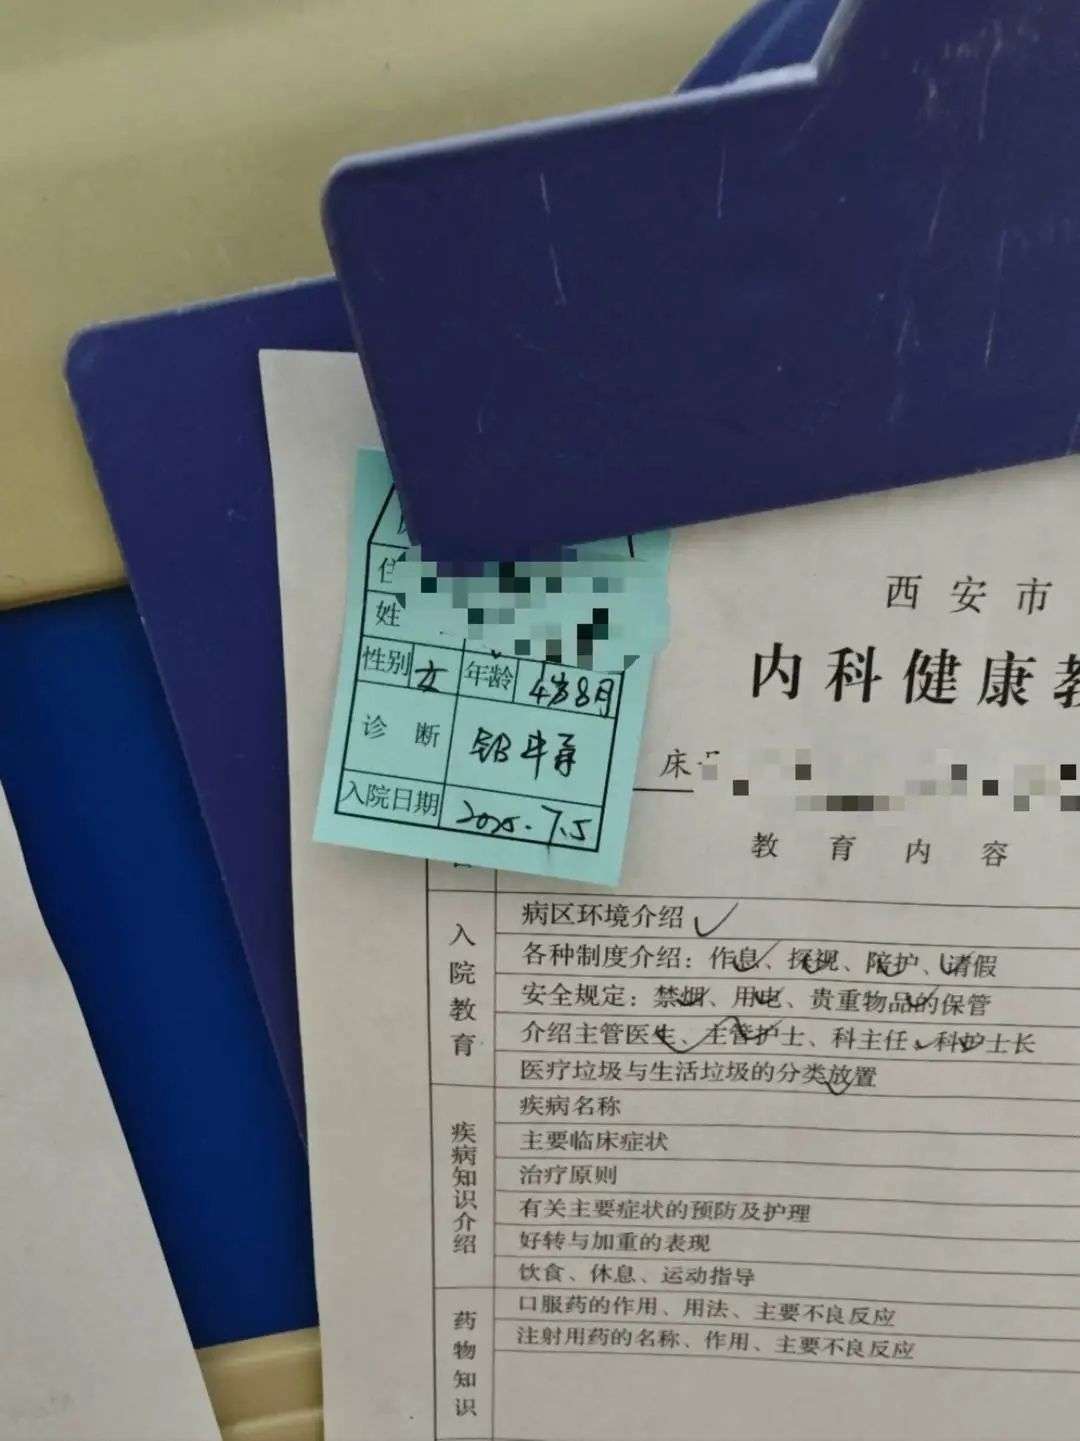 姓
性别 女 年龄 4岁8月
诊断 铅中毒
入院日期 2025.7.5
西安市
内科健康教
床
教育内容
入院教育
病区环境介绍
各种制度介绍：作息、探视、陪护、请假
安全规定：禁烟、用电、贵重物品的保管
介绍主管医生、主管护士、科主任、科护士长
医疗垃圾与生活垃圾的分类放置
疾病知识介绍
疾病名称
主要临床症状
治疗原则
有关主要症状的预防及护理
好转与加重的表现
饮食、休息、运动指导
药物知识
口服药的作用、用法、主要不良反应
注射用药的名称、作用、主要不良反应